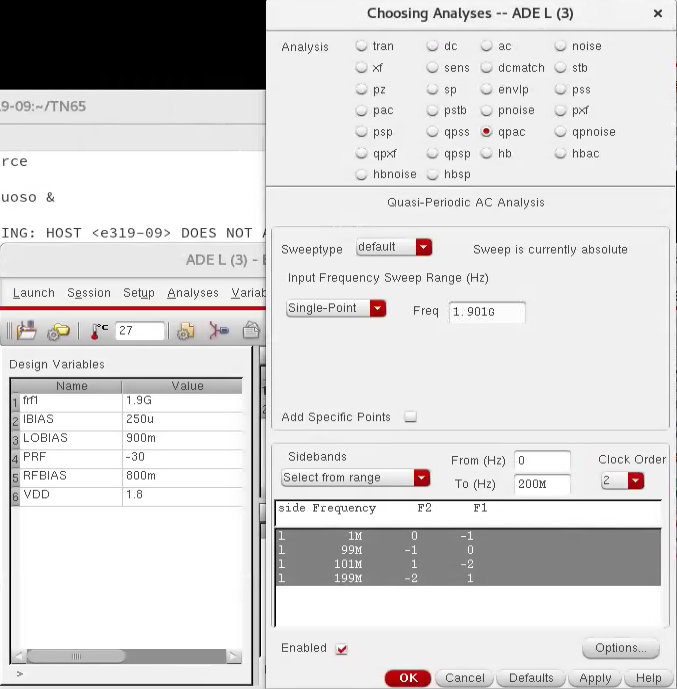 Choosing Analyses -- ADE L (3)
×
Analysis
tran dc ac noise
xf sens dcmatch stb
pz sp envlp pss
pac pstb pnoise pxf
psp qpss qpac qpnoise
qpxf qpsp hb hbac
hbnoise hbsp
Quasi-Periodic AC Analysis
Sweeptype default Sweep is currently absolute
Input Frequency Sweep Range (Hz)
Single-Point Freq 1.901G
Add Specific Points
Sidebands From (Hz) 0 Clock Order
Select from range To (Hz) 200M 2
side Frequency F2 F1
1 1M 0 -1
1 99M -1 0
1 101M 1 -2
1 199M -2 1
Enabled Options...
OK Cancel Defaults Apply Help
9-09:~/TN65
rce
uoso &
ING: HOST <e319-09> DOES NOT
ADE L (3) -
Launch Session Setup Analyses Variab
°C 27
Design Variables
Name Value
1 frf1 1.9G
2 IBIAS 250u
3 LOBIAS 900m
4 PRF -30
5 RFBIAS 800m
6 VDD 1.8
>